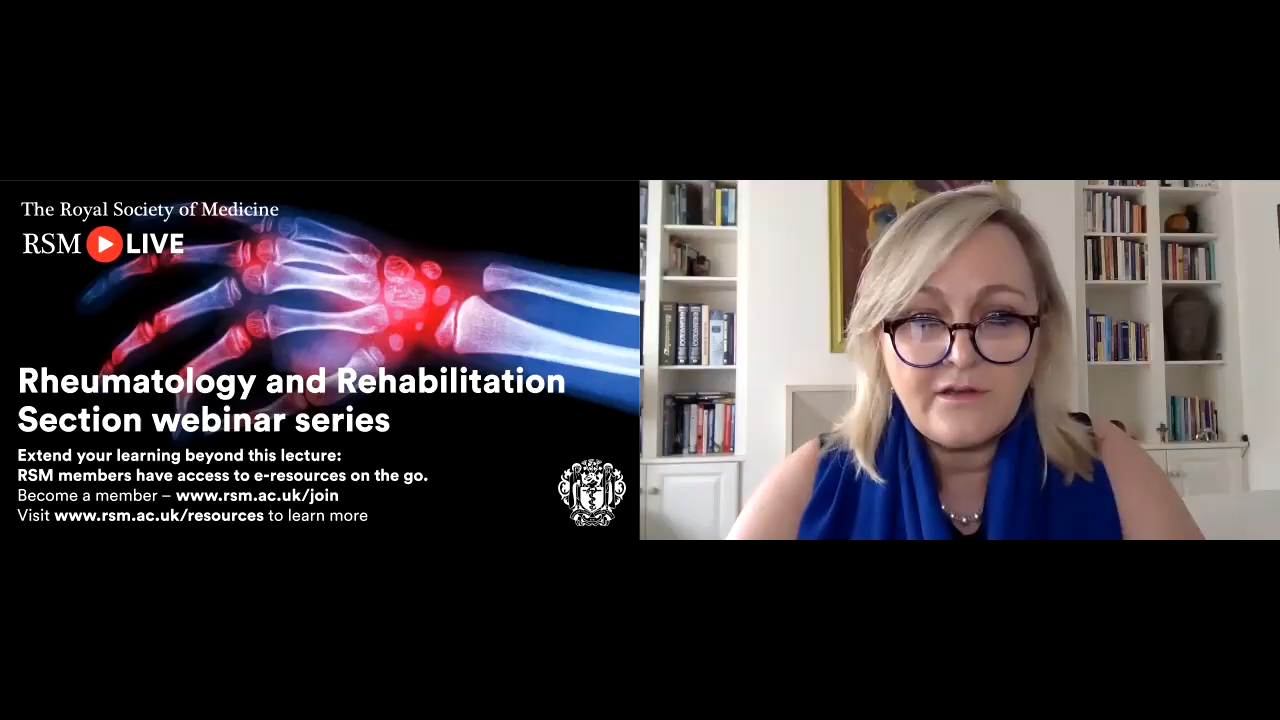 The Royal Society of Medicine
RSM LIVE
Rheumatology and Rehabilitation
Section webinar series
Extend your learning beyond this lecture:
RSM members have access to e-resources on the go.
Become a member – www.rsm.ac.uk/join
Visit www.rsm.ac.uk/resources to learn more